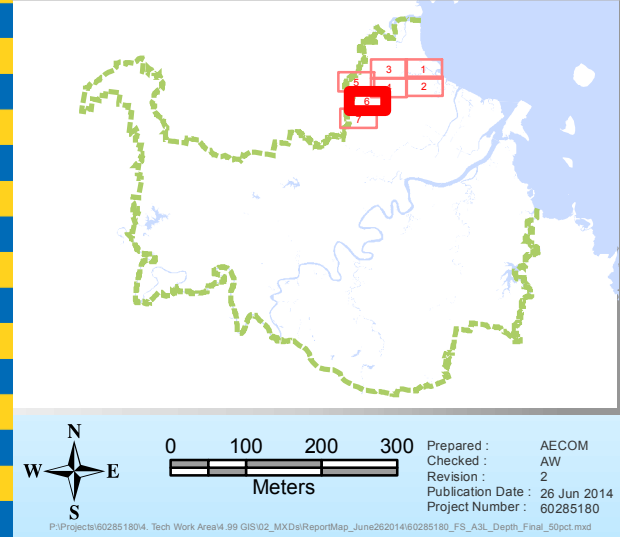 3 1
5
2
6
7
N
W E
S
0 100 200 300
Meters
Prepared : AECOM
Checked : AW
Revision : 2
Publication Date : 26 Jun 2014
Project Number : 60285180
P:\Projects\60285180\4. Tech Work Area\4.99 GIS\02_MXDs\ReportMap_June262014\60285180_FS_A3L_Depth_Final_50pct.mxd